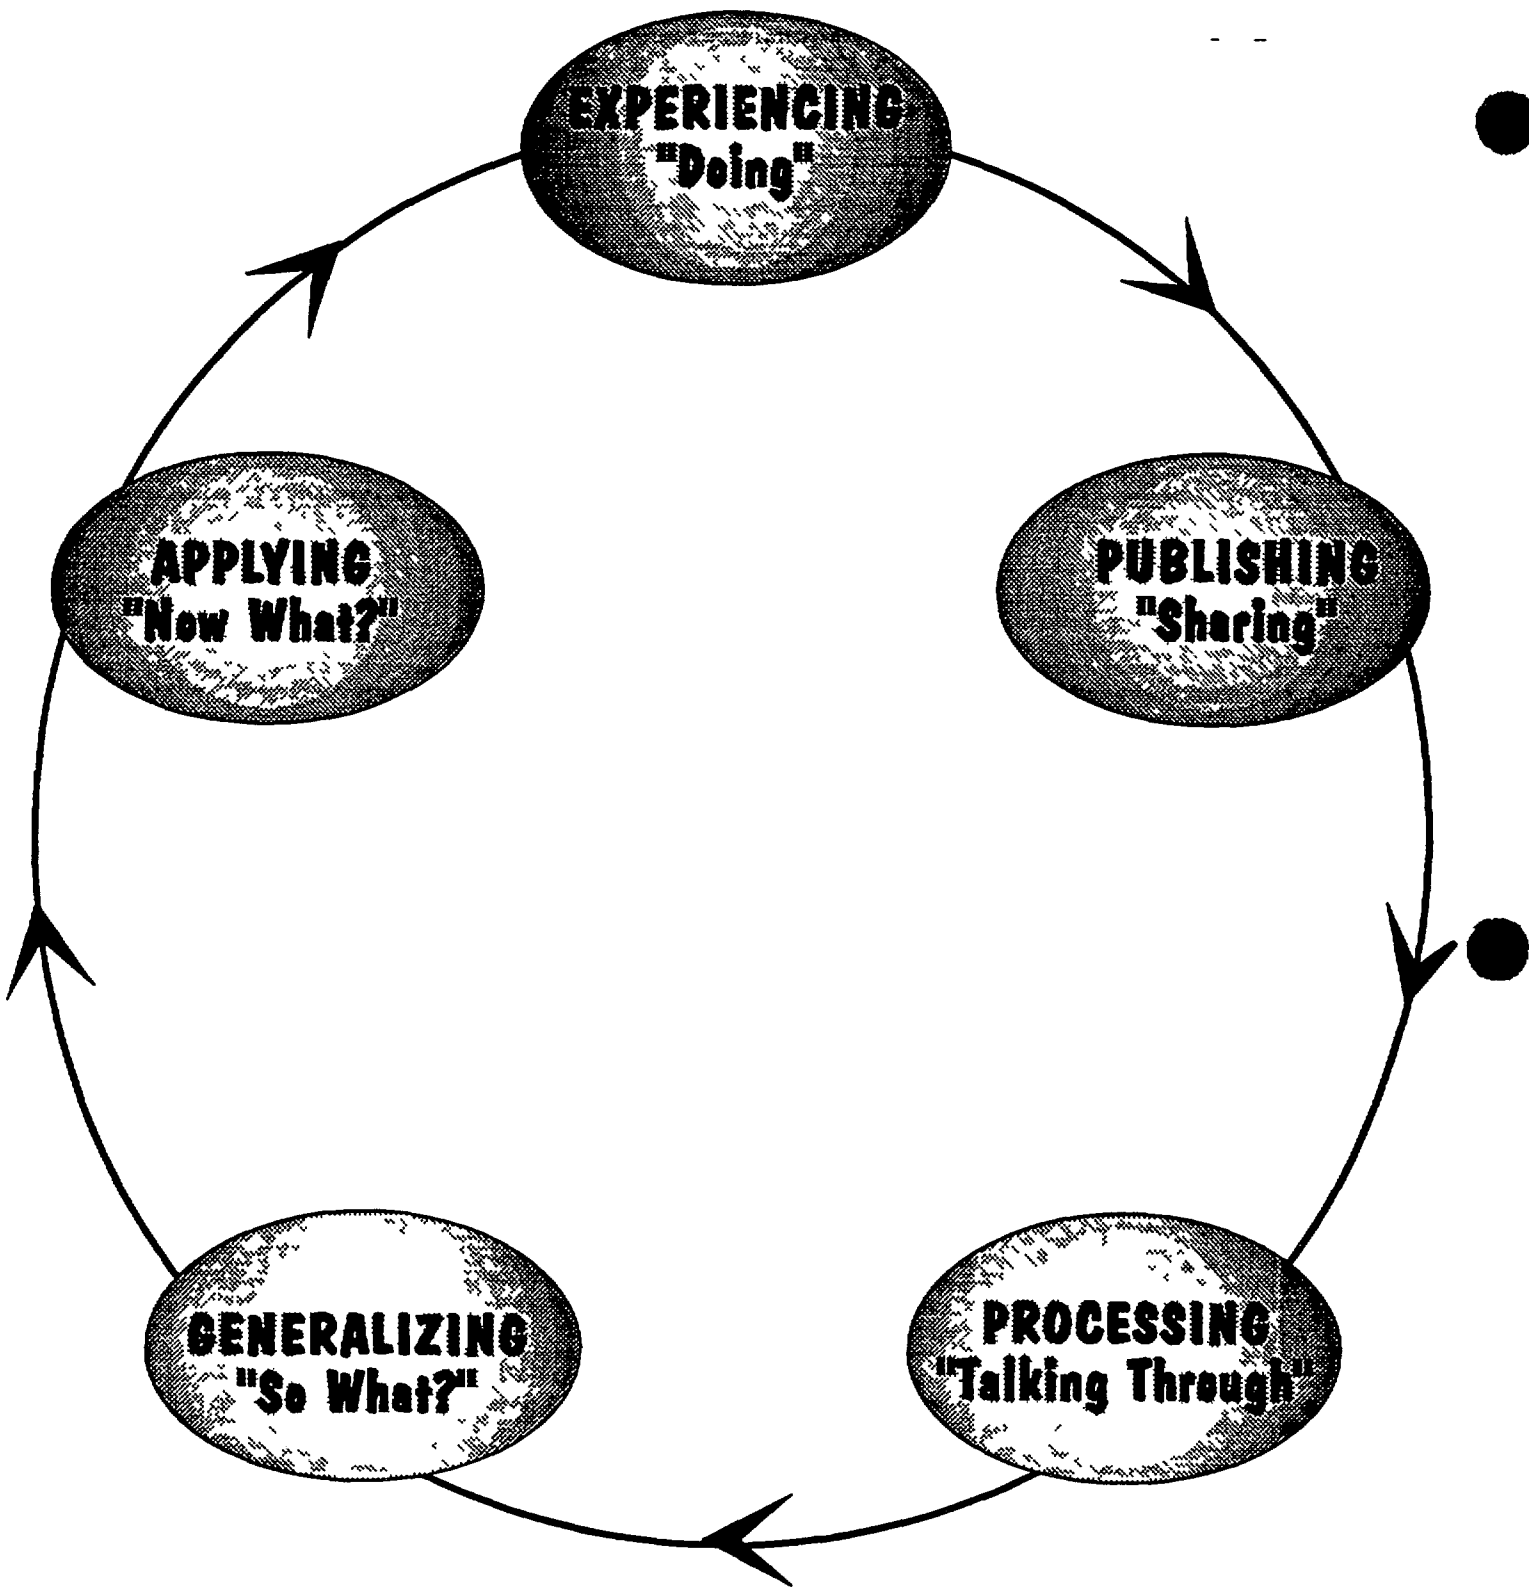 EXPERIENCING
"Doing"
PUBLISHING
"Sharing"
PROCESSING
"Talking Through"
GENERALIZING
"So What?"
APPLYING
"Now What?"